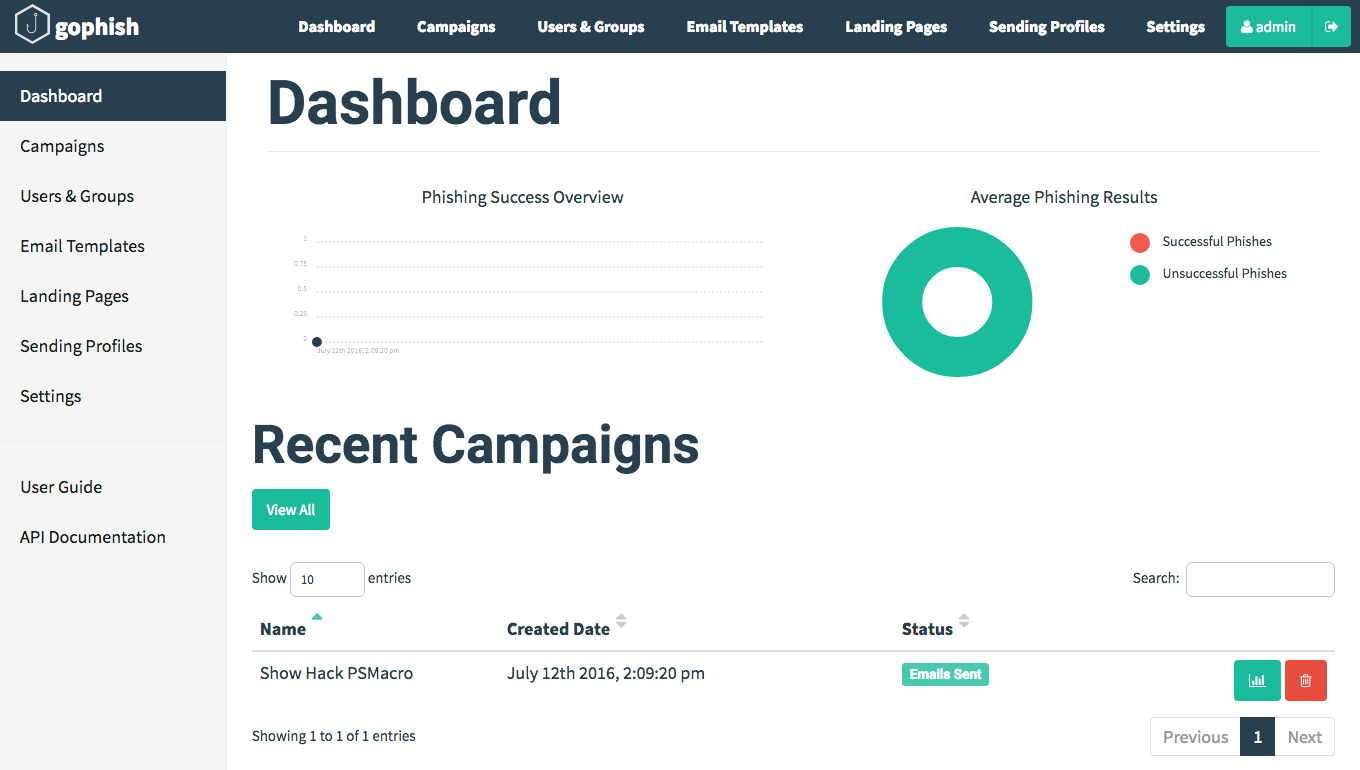 gophish Dashboard Campaigns Users & Groups Email Templates Landing Pages Sending Profiles Settings admin
Dashboard
Campaigns
Users & Groups
Email Templates
Landing Pages
Sending Profiles
Settings
User Guide
API Documentation
Dashboard
Phishing Success Overview
1
0.75
0.5
0.25
0
July 12th 2016, 2:09:20 pm
Average Phishing Results
Successful Phishes
Unsuccessful Phishes
Recent Campaigns
View All
Show 10 entries Search:
Name Created Date Status
Show Hack PSMacro July 12th 2016, 2:09:20 pm Emails Sent
Showing 1 to 1 of 1 entries Previous 1 Next